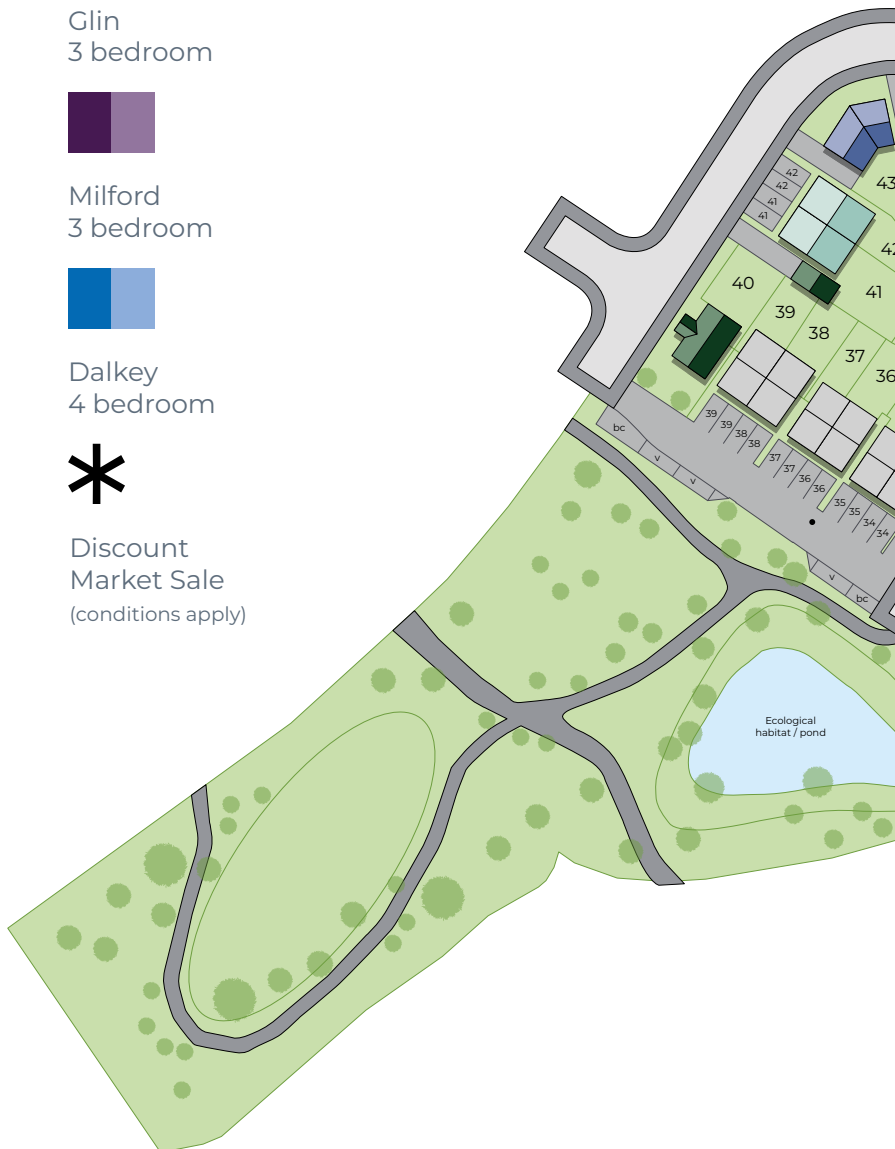 Glin
3 bedroom
Milford
3 bedroom
Dalkey
4 bedroom
Discount
Market Sale
(conditions apply)
43
42
42
41
41
42
41
40
39
38
37
36
39
39
38
38
37
37
36
36
35
35
34
34
bc
v
v
v
bc
Ecological
habitat / pond